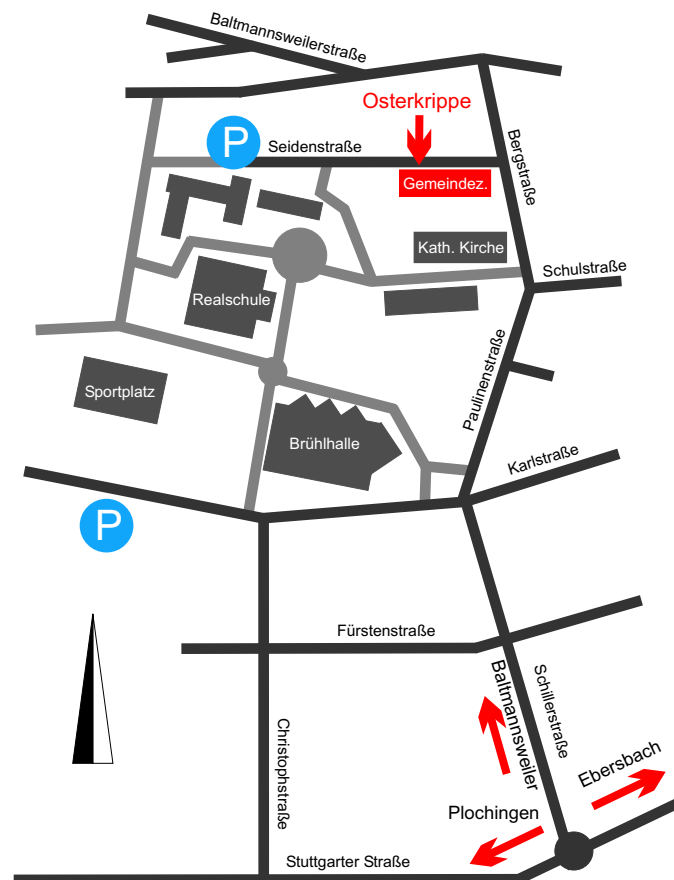 Baltmannsweilerstraße
Osterkrippe
P
Seidenstraße
Bergstraße
Gemeindez.
Kath. Kirche
Schulstraße
Realschule
Paulinenstraße
Sportplatz
Brühlhalle
Karlstraße
P
Fürstenstraße
Baltmannsweiler
Schillerstraße
Christophstraße
Ebersbach
Plochingen
Stuttgarter Straße